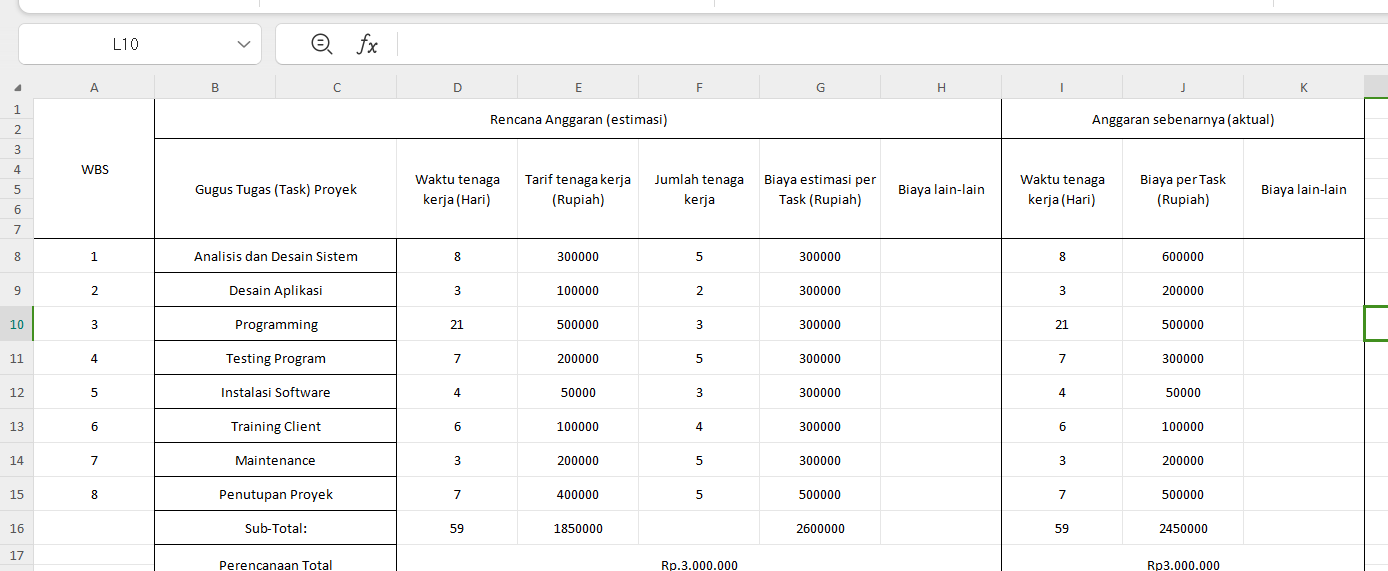 L10 fx
A B C D E F G H I J K
1 Rencana Anggaran (estimasi) Anggaran sebenarnya (aktual)
2
3
4 WBS Gugus Tugas (Task) Proyek Waktu tenaga kerja (Hari) Tarif tenaga kerja (Rupiah) Jumlah tenaga kerja Biaya estimasi per Task (Rupiah) Biaya lain-lain Waktu tenaga kerja (Hari) Biaya per Task (Rupiah) Biaya lain-lain
5
6
7
8 1 Analisis dan Desain Sistem 8 300000 5 300000 8 600000
9 2 Desain Aplikasi 3 100000 2 300000 3 200000
10 3 Programming 21 500000 3 300000 21 500000
11 4 Testing Program 7 200000 5 300000 7 300000
12 5 Instalasi Software 4 50000 3 300000 4 50000
13 6 Training Client 6 100000 4 300000 6 100000
14 7 Maintenance 3 200000 5 300000 3 200000
15 8 Penutupan Proyek 7 400000 5 500000 7 500000
16 Sub-Total: 59 1850000 2600000 59 2450000
17 Perencanaan Total Rp.3.000.000 Rp3.000.000